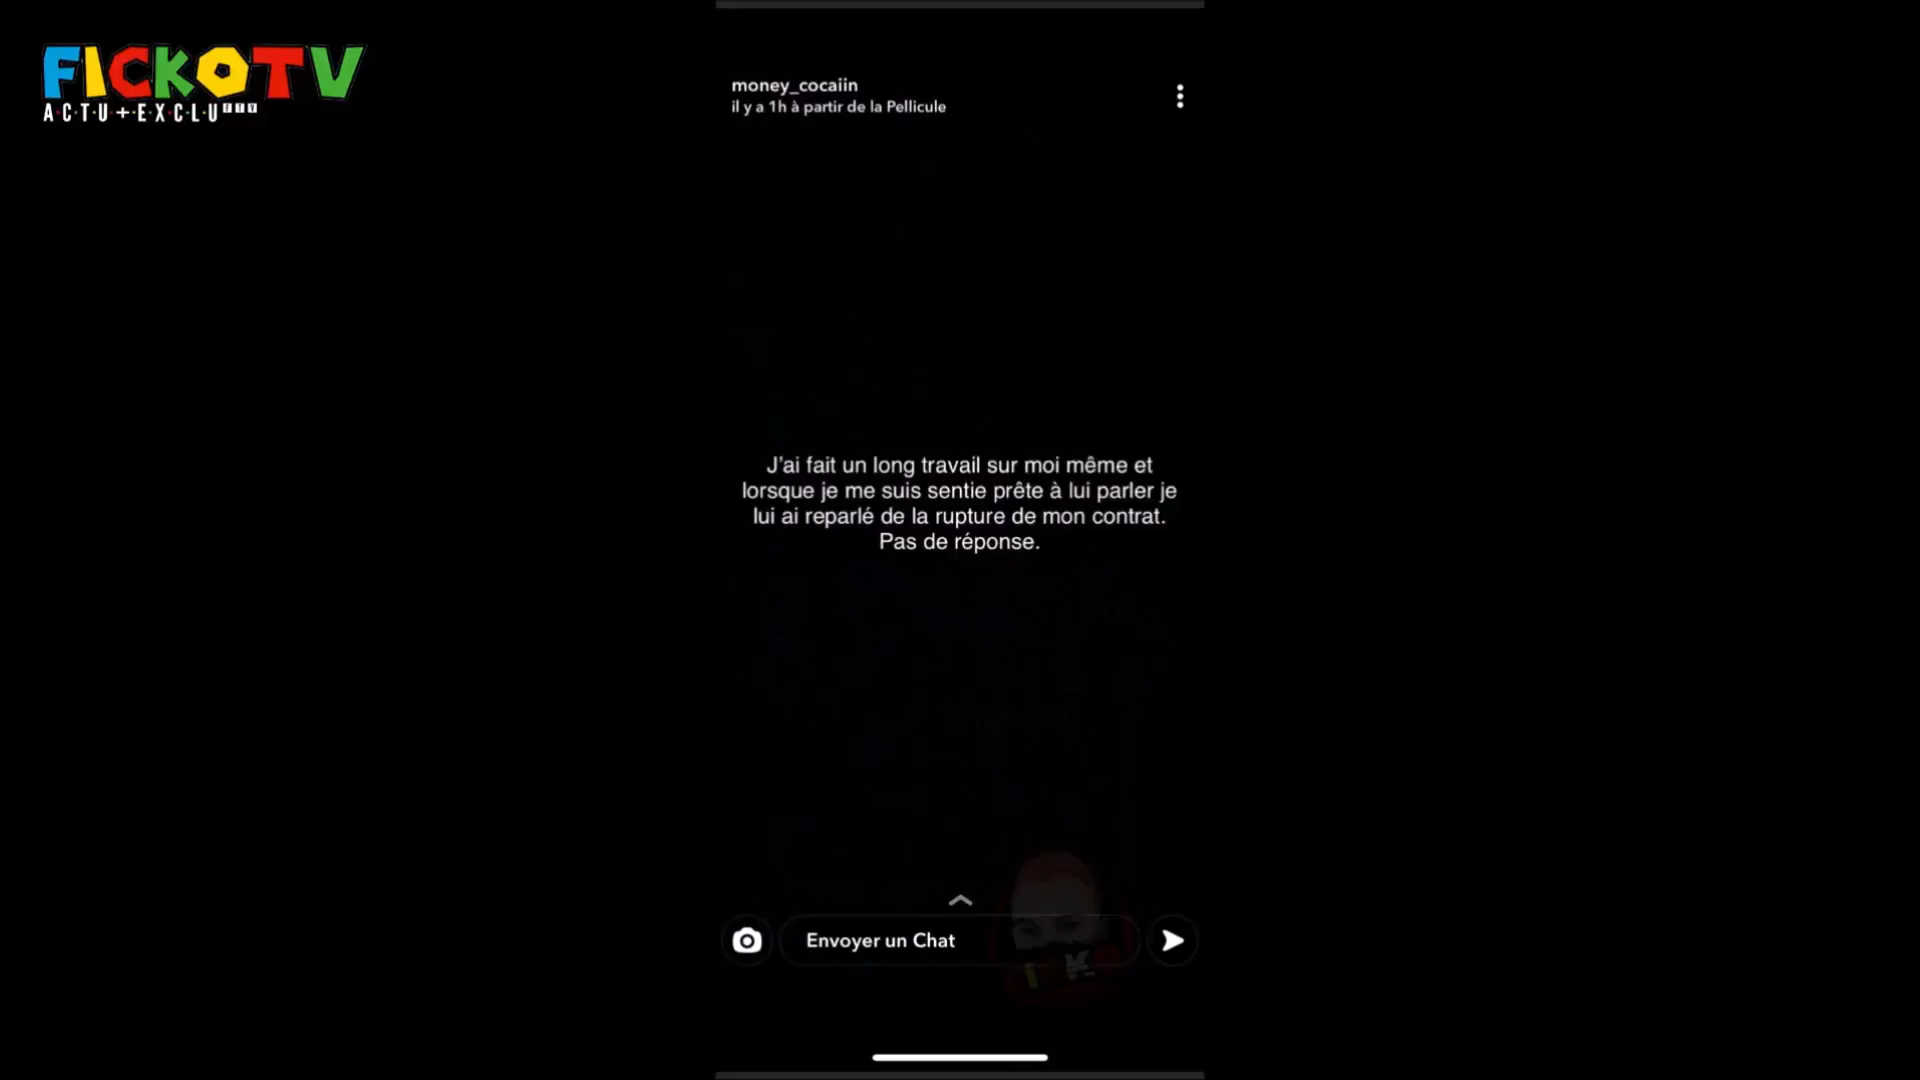 FICKOTV
ACTU+EXCLU FTV
money_cocaiin
il y a 1h à partir de la Pellicule
J'ai fait un long travail sur moi même et
lorsque je me suis sentie prête à lui parler je
lui ai reparlé de la rupture de mon contrat.
Pas de réponse.
Envoyer un Chat